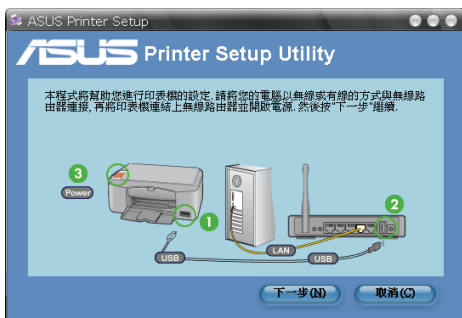 ASUS Printer Setup
ASUS Printer Setup Utility
本程式將幫助您進行印表機的設定. 請將您的電腦以無線或有線的方式與無線路
由器連接, 再將印表機連結上無線路由器並開啟電源. 然後按"下一步"繼續.
3
Power
1
2
LAN
USB
USB
下一步(N)
取消(C)